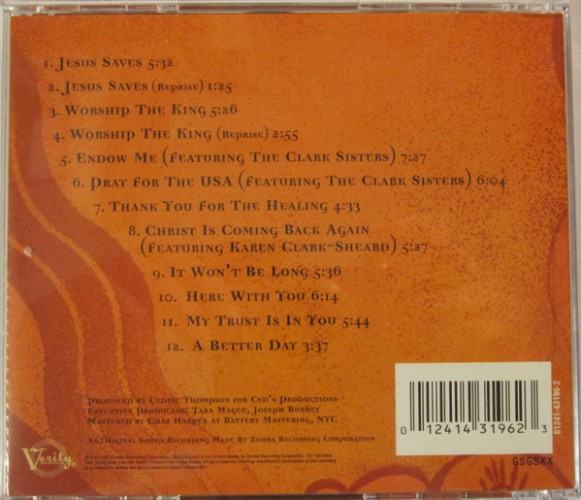 1. Jesus Saves 5:32
2. Jesus Saves (Reprise) 1:25
3. Worship The King 5:26
4. Worship The King (Reprise) 2:55
5. Endow Me (featuring The Clark Sisters) 7:27
6. Pray for The USA (featuring The Clark Sisters) 6:04
7. Thank You for The Healing 4:33
8. Christ Is Coming Back Again
(featuring Karen Clark-Sheard) 5:27
9. It Won't Be Long 5:36
10. Here With You 6:14
11. My Trust Is In You 5:44
12. A Better Day 3:37
Produced by Cedric Thompson for Ced's Productions
Executive Producers: Tara Magee, Joseph Burney
Mastered by Chaz Harper at Battery Mastering, NYC
An Original Sound Recording Made By Zomba Recording Corporation
Verity
0 12414 31962 3
01241-43196-2
GSGSXX